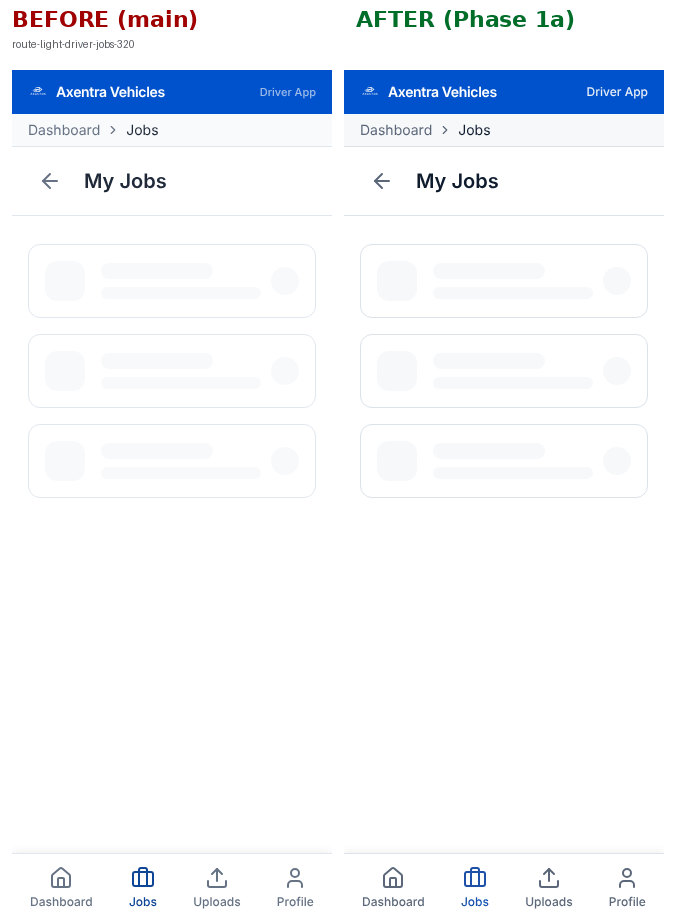 BEFORE (main)
AFTER (Phase 1a)
route-light-driver-jobs-320
Axentra Vehicles
Driver App
Dashboard > Jobs
My Jobs
Dashboard
Jobs
Uploads
Profile
Axentra Vehicles
Driver App
Dashboard > Jobs
My Jobs
Dashboard
Jobs
Uploads
Profile